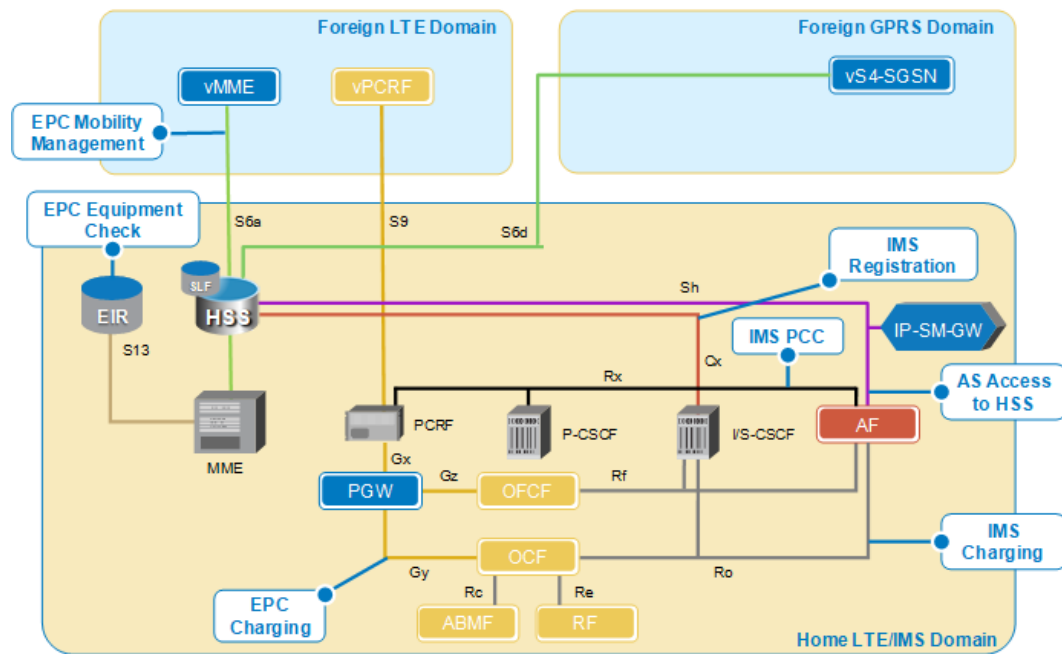 Foreign LTE Domain
Foreign GPRS Domain
vMME
vPCRF
vS4-SGSN
EPC Mobility
Management
EPC Equipment
Check
S6a
S9
S6d
IMS
Registration
SLF
HSS
EIR
Sh
IP-SM-GW
S13
IMS PCC
Cx
Rx
AS Access
to HSS
PCRF
P-CSCF
I/S-CSCF
AF
MME
Gx
Gz
Rf
PGW
OFCF
IMS
Charging
OCF
Gy
Ro
Rc
Re
EPC
Charging
ABMF
RF
Home LTE/IMS Domain